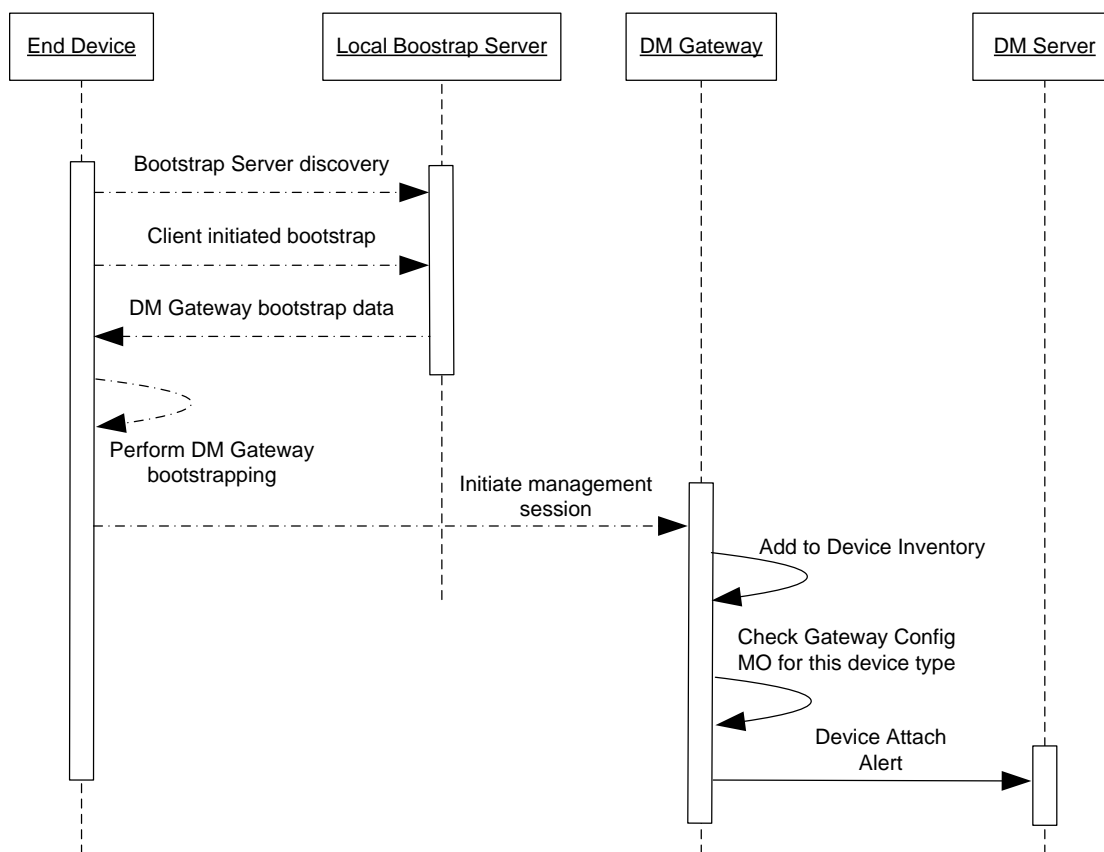 End Device
Local Boostrap Server
DM Gateway
DM Server
Bootstrap Server discovery
Client initiated bootstrap
DM Gateway bootstrap data
Perform DM Gateway
bootstrapping
Initiate management
session
Add to Device Inventory
Check Gateway Config
MO for this device type
Device Attach
Alert